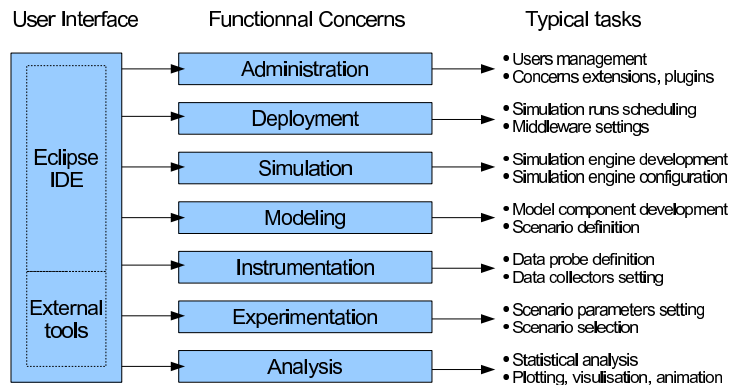 User Interface
Functionnal Concerns
Typical tasks
Eclipse
IDE
External
tools
Administration
• Users management
• Concerns extensions, plugins
Deployment
• Simulation runs scheduling
• Middleware settings
Simulation
• Simulation engine development
• Simulation engine configuration
Modeling
• Model component development
• Scenario definition
Instrumentation
• Data probe definition
• Data collectors setting
Experimentation
• Scenario parameters setting
• Scenario selection
Analysis
• Statistical analysis
• Plotting, visulisation, animation